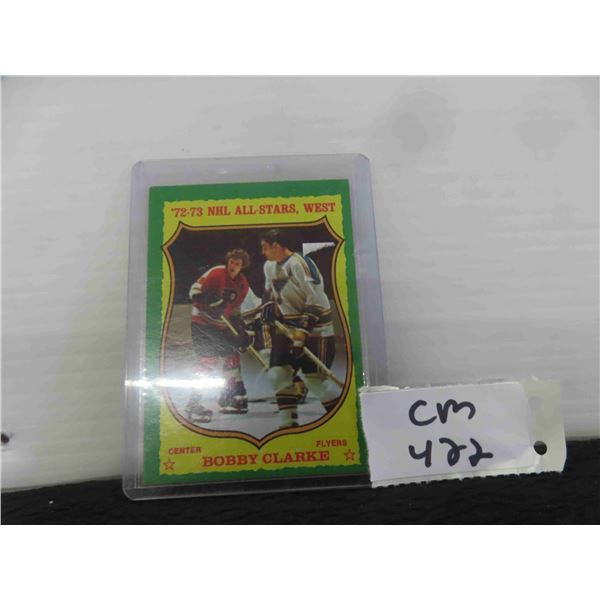 '72-73 NHL ALL-STARS, WEST
CENTER FLYERS
BOBBY CLARKE
CM
422